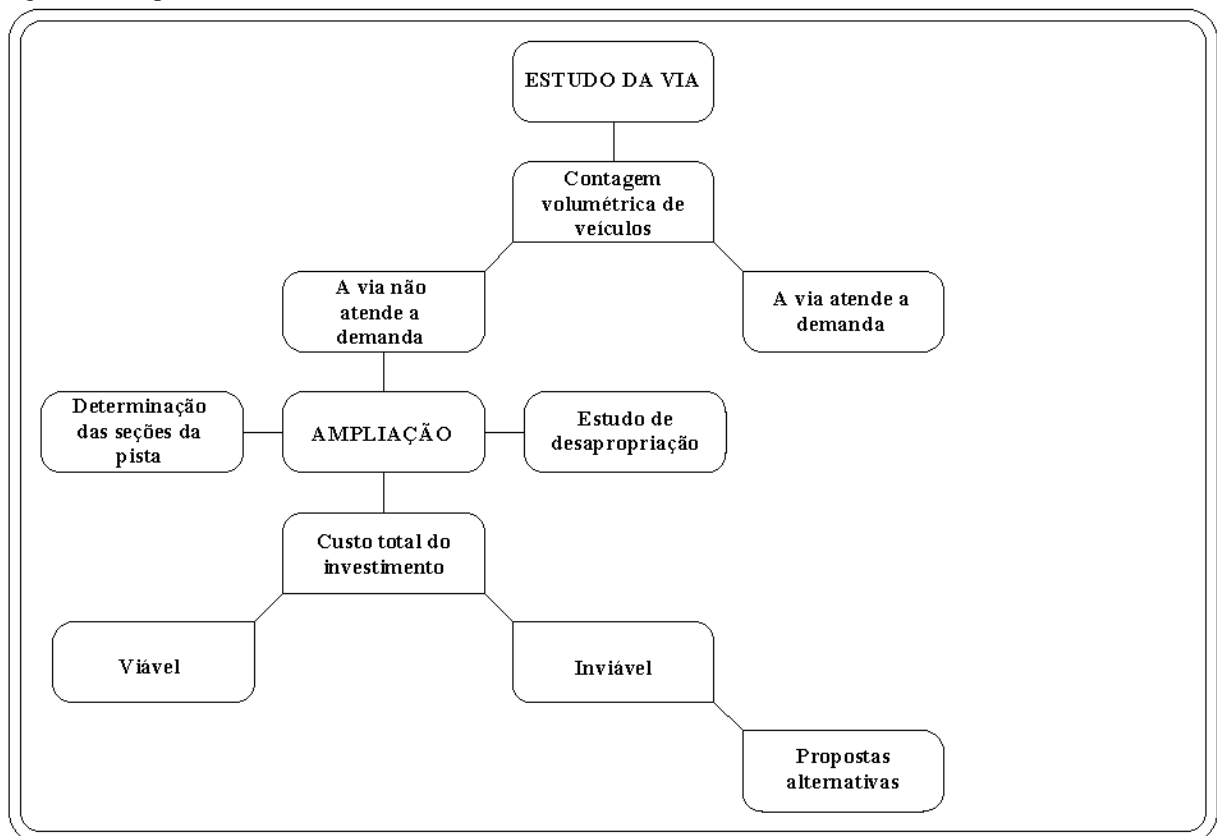 ESTUDO DA VIA
Contagem
volumétrica de
veículos
A via não
atende a
demanda
A via atende a
demanda
Determinação
das seções da
pista
AMPLIAÇÃO
Estudo de
desapropriação
Custo total do
investimento
Viável
Inviável
Propostas
alternativas